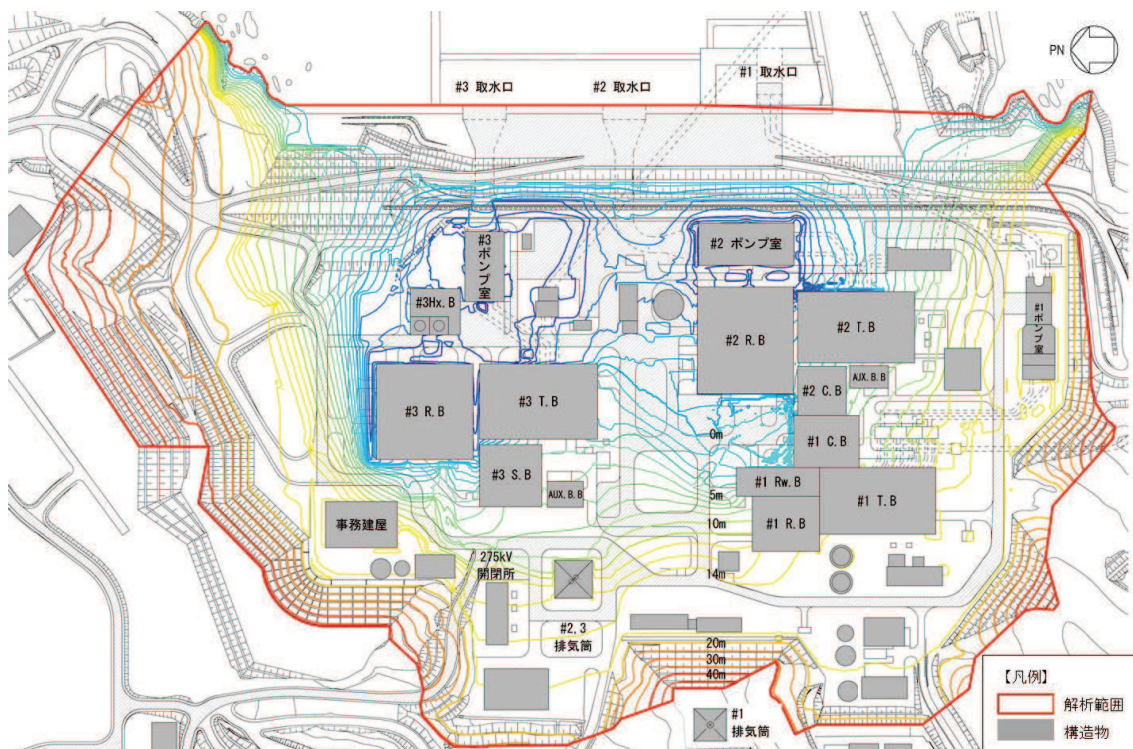 PN
#1 取水口
#3 取水口
#2 取水口
#3
ポンプ室
#2 ポンプ室
#3Hx.B
#1
ポンプ室
#2 R.B
#2 T.B
#3 R.B
#3 T.B
#2 C.B
AUX.B.B
0m
#1 C.B
#3 S.B
AUX.B.B
#1 Rw.B
5m
#1 T.B
#1 R.B
事務建屋
10m
275kV
開閉所
14m
#2,3
排気筒
20m
30m
40m
#1
排気筒
【凡例】
解析範囲
構造物